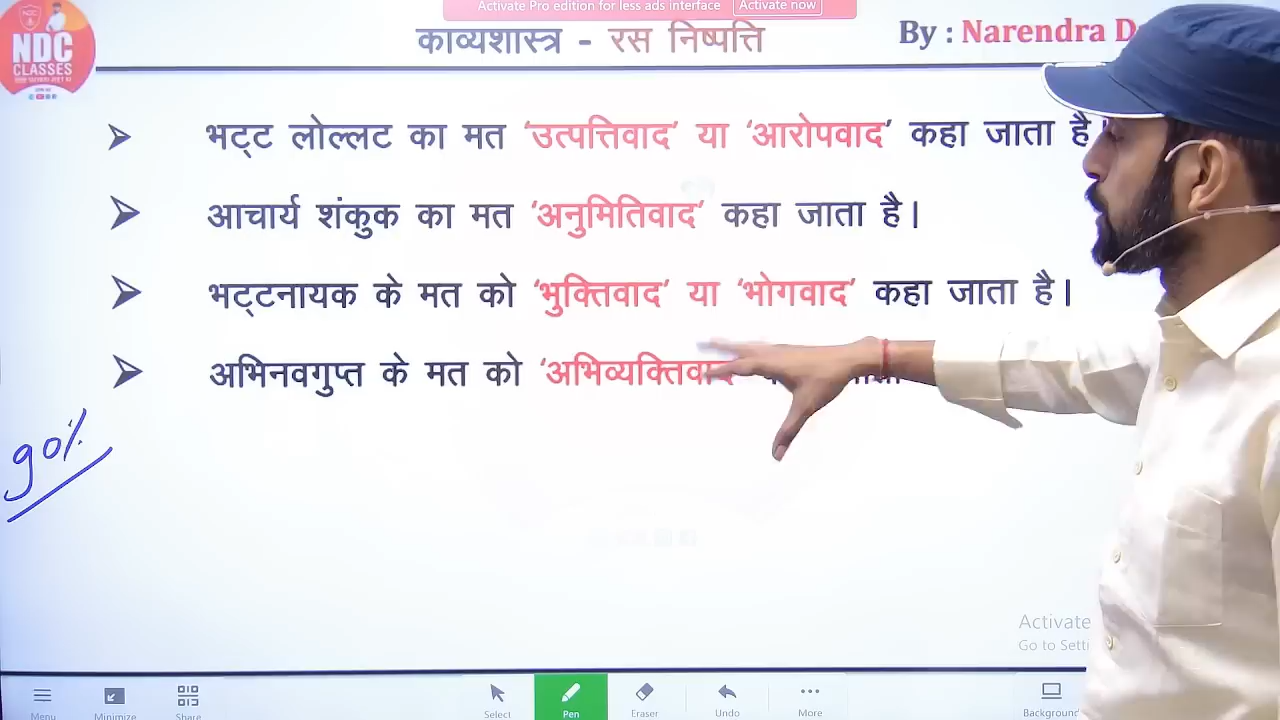 Activate Pro edition for less ads interface Activate now
NDC
CLASSES
काव्यशास्त्र - रस निष्पत्ति
By : Narendra
➢ भट्ट लोल्लट का मत ‘उत्पत्तिवाद’ या ‘आरोपवाद’ कहा जाता है
➢ आचार्य शंकुक का मत ‘अनुमितिवाद’ कहा जाता है।
➢ भट्टनायक के मत को ‘भुक्तिवाद’ या ‘भोगवाद’ कहा जाता है।
➢ अभिनवगुप्त के मत को ‘अभिव्यक्तिवाद
90%
Activate
Go to Setti
Menu Minimize Share Select Pen Eraser Undo More Background